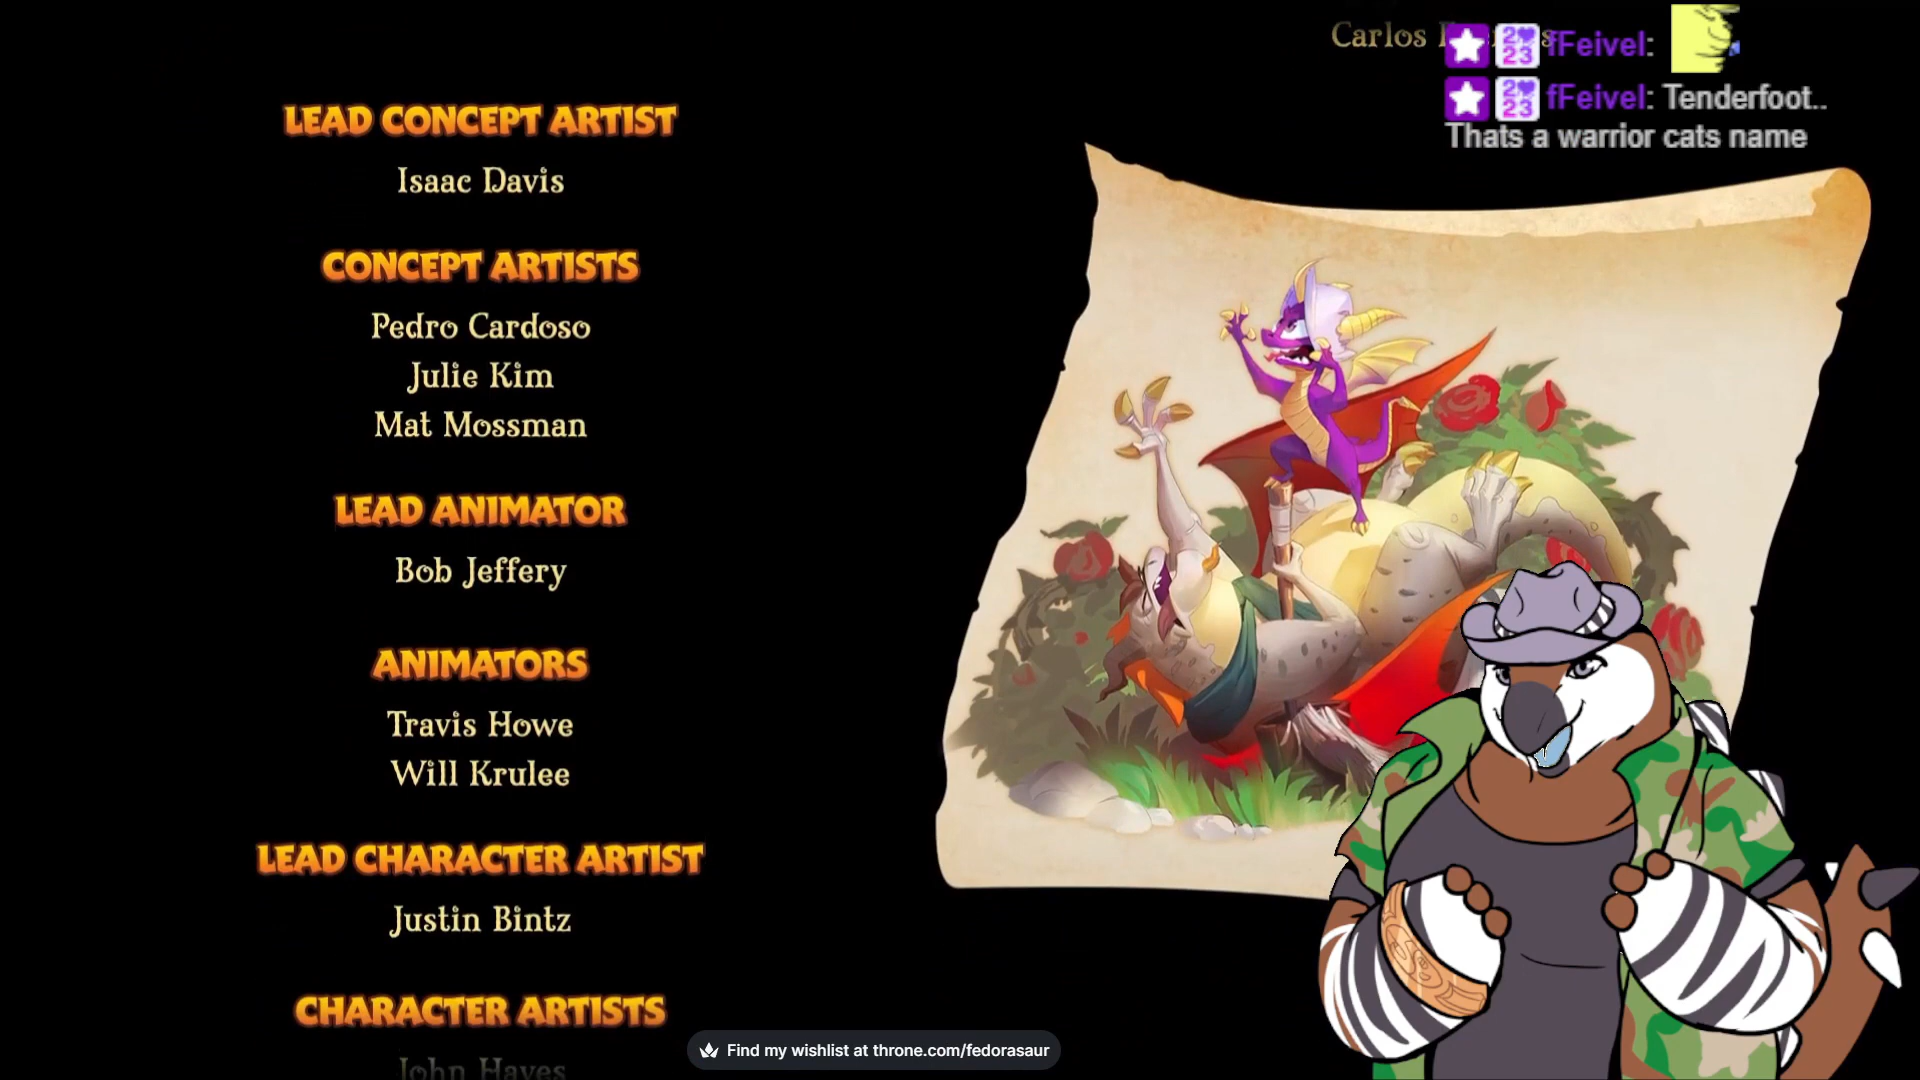 LEAD CONCEPT ARTIST
Isaac Davis
CONCEPT ARTISTS
Pedro Cardoso
Julie Kim
Mat Mossman
LEAD ANIMATOR
Bob Jeffery
ANIMATORS
Travis Howe
Will Krulee
LEAD CHARACTER ARTIST
Justin Bintz
CHARACTER ARTISTS
John Hayes
Carlos
fFeivel:
fFeivel: Tenderfoot..
Thats a warrior cats name
Find my wishlist at throne.com/fedorasaur